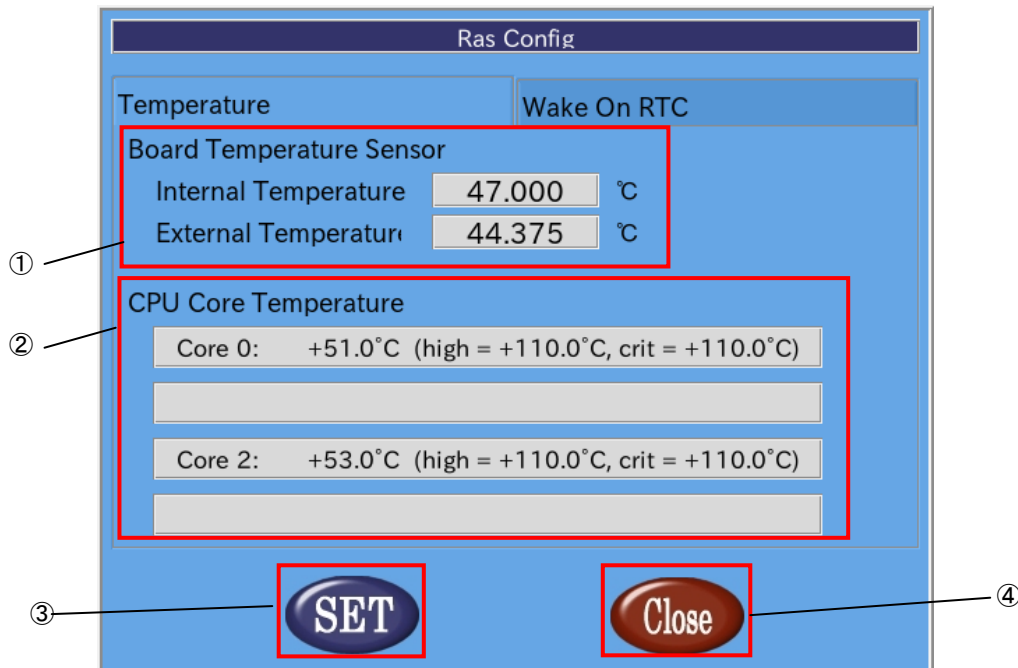 Ras Config
Temperature
Wake On RTC
Board Temperature Sensor
Internal Temperature 47.000 ℃
External Temperatur 44.375 ℃
①
CPU Core Temperature
②
Core 0: +51.0°C (high = +110.0°C, crit = +110.0°C)
Core 2: +53.0°C (high = +110.0°C, crit = +110.0°C)
③
SET
Close
④